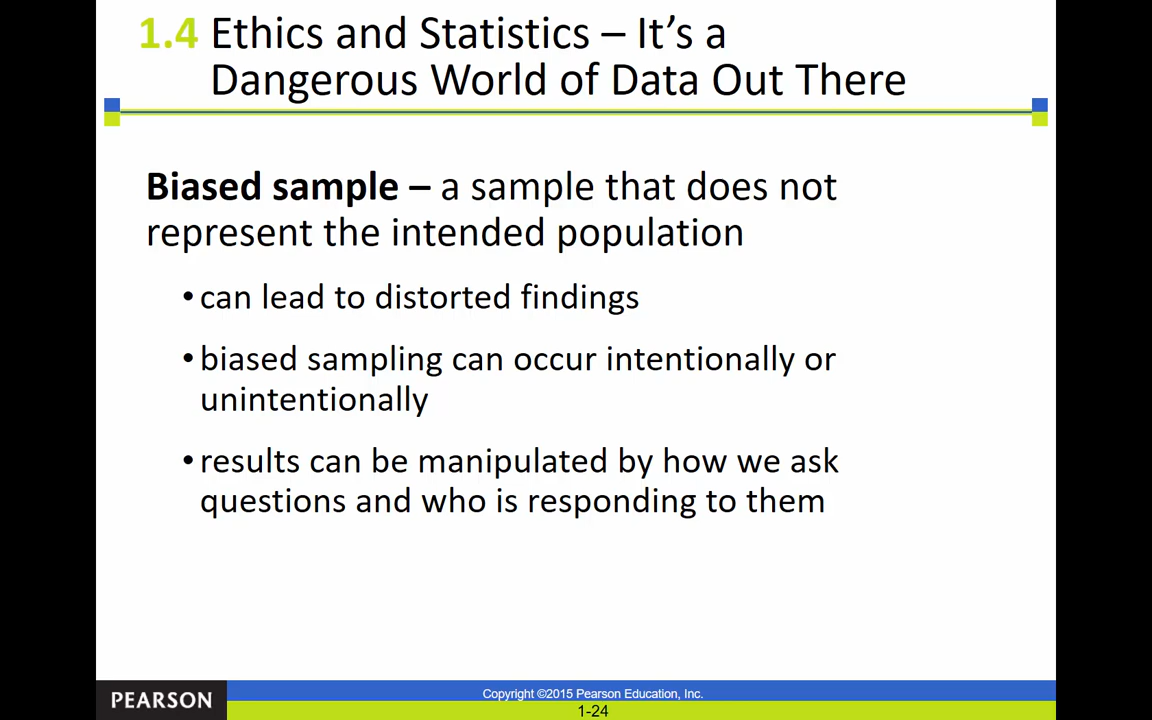 1.4 Ethics and Statistics – It's a
Dangerous World of Data Out There
Biased sample – a sample that does not
represent the intended population
• can lead to distorted findings
• biased sampling can occur intentionally or
unintentionally
• results can be manipulated by how we ask
questions and who is responding to them
PEARSON
Copyright ©2015 Pearson Education, Inc.
1-24